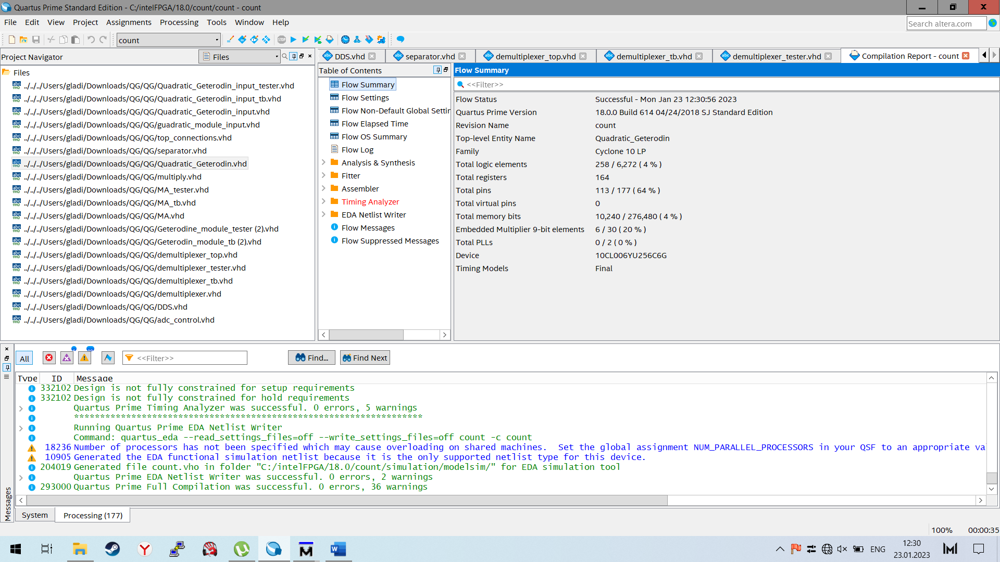 Quartus Prime Standard Edition - C:/intelFPGA/18.0/count/count - count
File Edit View Project Assignments Processing Tools Window Help
Search altera.com
count
Project Navigator
Files
DDS.vhd
separator.vhd
demultiplexer_top.vhd
demultiplexer_tb.vhd
demultiplexer_tester.vhd
Compilation Report - count
Files
../../../Users/gladi/Downloads/QG/QG/Quadratic_Geterodin_input_tester.vhd
../../../Users/gladi/Downloads/QG/QG/Quadratic_Geterodin_input_tb.vhd
../../../Users/gladi/Downloads/QG/QG/Quadratic_Geterodin_input.vhd
../../../Users/gladi/Downloads/QG/QG/guadratic_module_input.vhd
../../../Users/gladi/Downloads/QG/QG/top_connections.vhd
../../../Users/gladi/Downloads/QG/QG/separator.vhd
../../../Users/gladi/Downloads/QG/QG/Quadratic_Geterodin.vhd
../../../Users/gladi/Downloads/QG/QG/multiply.vhd
../../../Users/gladi/Downloads/QG/QG/MA_tester.vhd
../../../Users/gladi/Downloads/QG/QG/MA_tb.vhd
../../../Users/gladi/Downloads/QG/QG/MA.vhd
../../../Users/gladi/Downloads/QG/QG/Geterodine_module_tester (2).vhd
../../../Users/gladi/Downloads/QG/QG/Geterodin_module_tb (2).vhd
../../../Users/gladi/Downloads/QG/QG/demultiplexer_top.vhd
../../../Users/gladi/Downloads/QG/QG/demultiplexer_tester.vhd
../../../Users/gladi/Downloads/QG/QG/demultiplexer_tb.vhd
../../../Users/gladi/Downloads/QG/QG/demultiplexer.vhd
../../../Users/gladi/Downloads/QG/QG/DDS.vhd
../../../Users/gladi/Downloads/QG/QG/adc_control.vhd
Table of Contents
Flow Summary
Flow Settings
Flow Non-Default Global Settin
Flow Elapsed Time
Flow OS Summary
Flow Log
Analysis & Synthesis
Fitter
Assembler
Timing Analyzer
EDA Netlist Writer
Flow Messages
Flow Suppressed Messages
Flow Summary
<<Filter>>
Flow Status Successful - Mon Jan 23 12:30:56 2023
Quartus Prime Version 18.0.0 Build 614 04/24/2018 SJ Standard Edition
Revision Name count
Top-level Entity Name Quadratic_Geterodin
Family Cyclone 10 LP
Total logic elements 258 / 6,272 ( 4 % )
Total registers 164
Total pins 113 / 177 ( 64 % )
Total virtual pins 0
Total memory bits 10,240 / 276,480 ( 4 % )
Embedded Multiplier 9-bit elements 6 / 30 ( 20 % )
Total PLLs 0 / 2 ( 0 % )
Device 10CL006YU256C6G
Timing Models Final
All
<<Filter>>
Find...
Find Next
Type ID Message
332102 Design is not fully constrained for setup requirements
332102 Design is not fully constrained for hold requirements
Quartus Prime Timing Analyzer was successful. 0 errors, 5 warnings
*******************************************************************
Running Quartus Prime EDA Netlist Writer
Command: quartus_eda --read_settings_files=off --write_settings_files=off count -c count
18236 Number of processors has not been specified which may cause overloading on shared machines.  Set the global assignment NUM_PARALLEL_PROCESSORS in your QSF to an appropriate va
10905 Generated the EDA functional simulation netlist because it is the only supported netlist type for this device.
204019 Generated file count.vho in folder "C:/intelFPGA/18.0/count/simulation/modelsim/" for EDA simulation tool
Quartus Prime EDA Netlist Writer was successful. 0 errors, 2 warnings
293000 Quartus Prime Full Compilation was successful. 0 errors, 36 warnings
Messages
System
Processing (177)
100% 00:00:35
ENG
12:30
23.01.2023